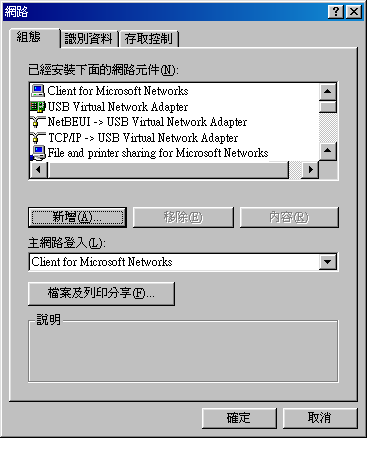 網路
組態 識別資料 存取控制
已經安裝下面的網路元件(N):
Client for Microsoft Networks
USB Virtual Network Adapter
NetBEUI -> USB Virtual Network Adapter
TCP/IP -> USB Virtual Network Adapter
File and printer sharing for Microsoft Networks
新增(A)... 移除(E) 內容(R)
主網路登入(L):
Client for Microsoft Networks
檔案及列印分享(F)...
說明
確定 取消